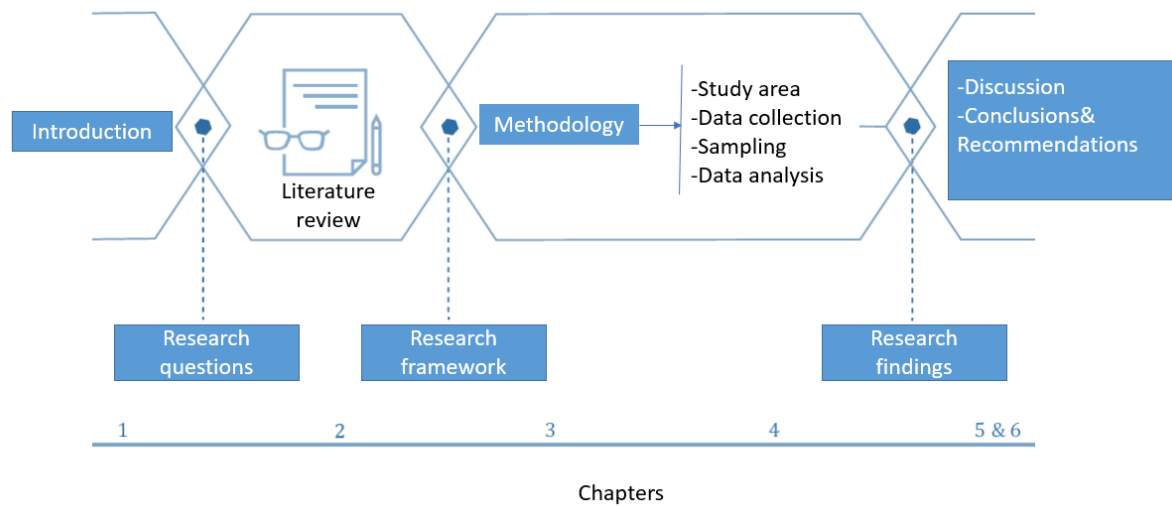 Introduction
Literature
review
Methodology
-Study area
-Data collection
-Sampling
-Data analysis
-Discussion
-Conclusions&
Recommendations
Research
questions
Research
framework
Research
findings
1
2
3
4
5 & 6
Chapters